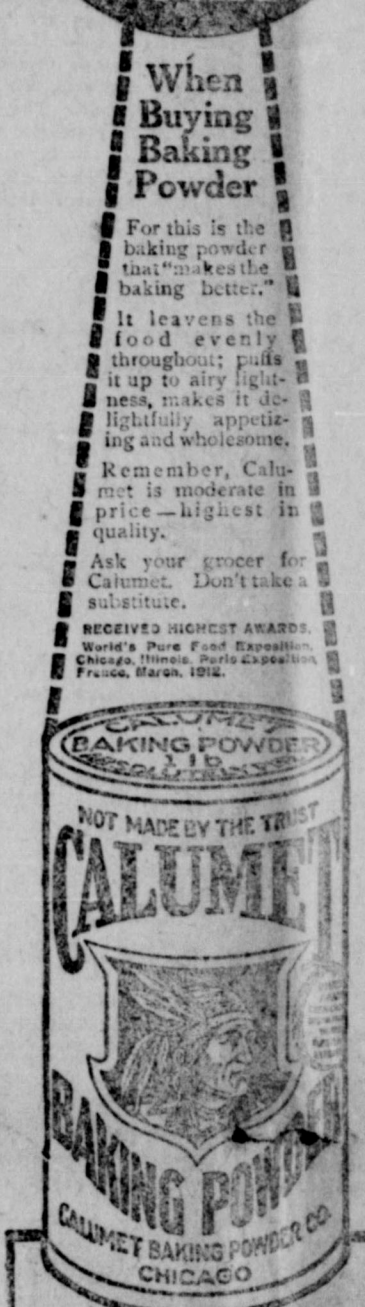 When
Buying
Baking
Powder
For this is the
baking powder
that "makes the
baking better."
It leavens the
food evenly
throughout; puffs
it up to airy light-
ness, makes it de-
lightfully appetiz-
ing and wholesome.
Remember, Calu-
met is moderate in
price—highest in
quality.
Ask your grocer for
Calumet. Don't take a
substitute.
RECEIVED HIGHEST AWARDS,
World's Pure Food Exposition,
Chicago, Illinois. Paris Exposition,
France, March, 1912.
CALUMET
BAKING POWDER
1 lb
NOT MADE BY THE TRUST
CALUMET
BAKING POWDER
CALUMET BAKING POWDER CO.
CHICAGO